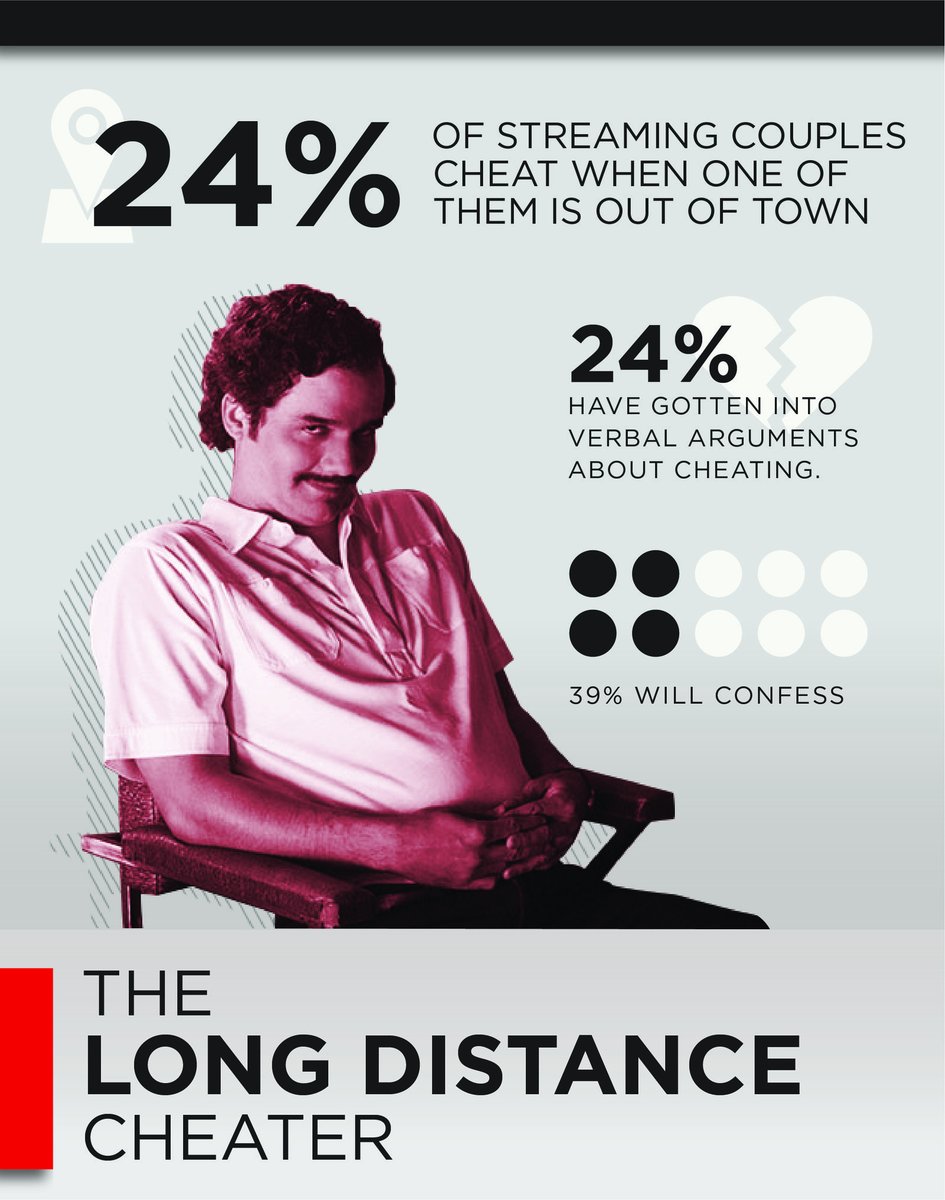 24%
OF STREAMING COUPLES
CHEAT WHEN ONE OF
THEM IS OUT OF TOWN
24%
HAVE GOTTEN INTO
VERBAL ARGUMENTS
ABOUT CHEATING.
39% WILL CONFESS
THE
LONG DISTANCE
CHEATER